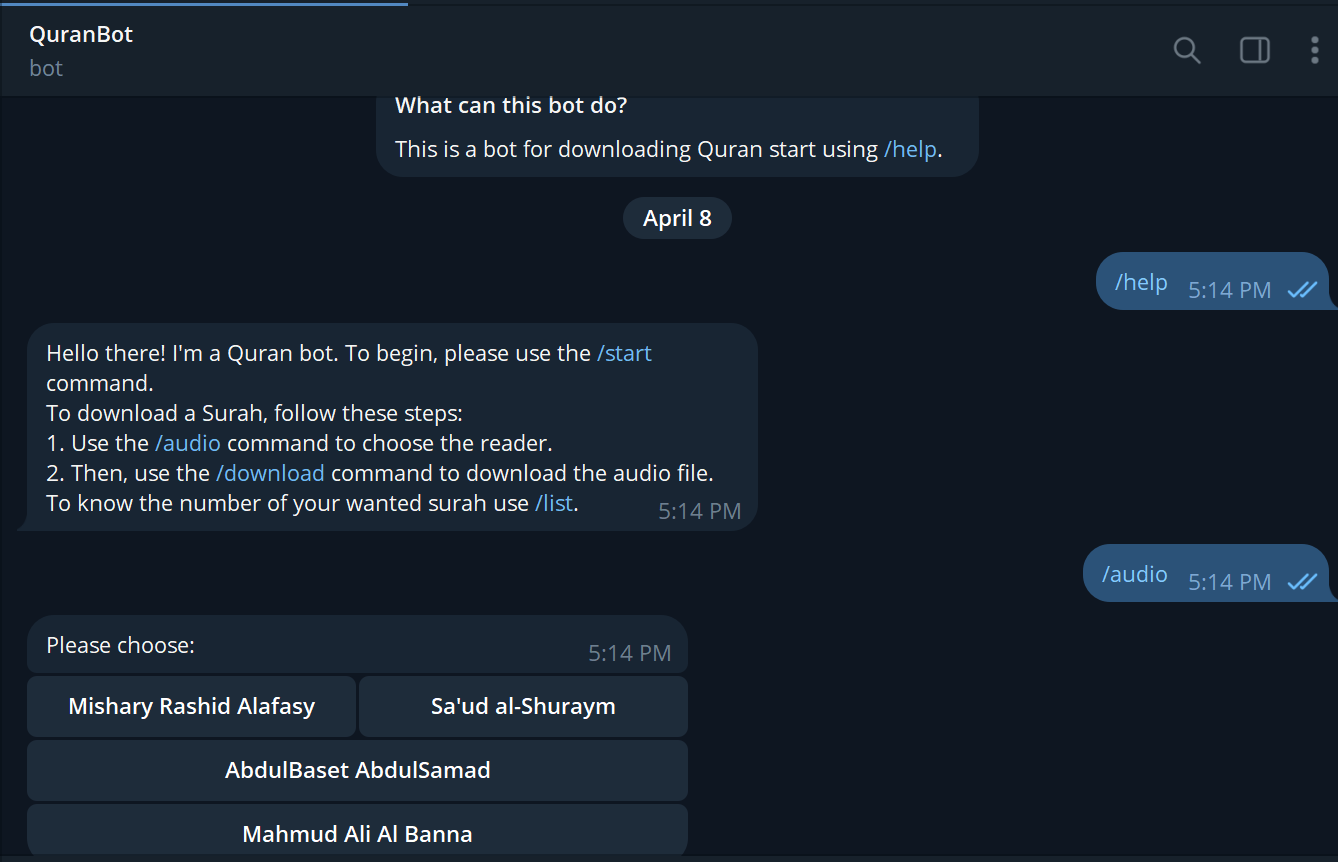 QuranBot
bot
What can this bot do?
This is a bot for downloading Quran start using /help.
April 8
/help 5:14 PM
Hello there! I'm a Quran bot. To begin, please use the /start
command.
To download a Surah, follow these steps:
1. Use the /audio command to choose the reader.
2. Then, use the /download command to download the audio file.
To know the number of your wanted surah use /list.
5:14 PM
/audio 5:14 PM
Please choose:
5:14 PM
Mishary Rashid Alafasy
Sa'ud al-Shuraym
AbdulBaset AbdulSamad
Mahmud Ali Al Banna